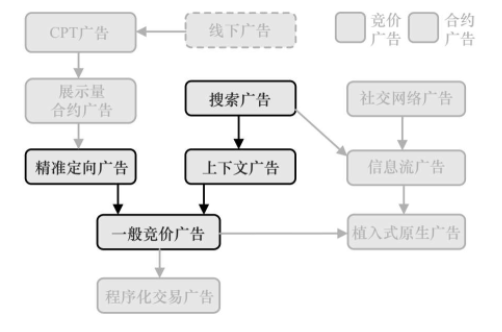 CPT广告
线下广告
竞价
广告
合约
广告
展示量
合约广告
搜索广告
社交网络广告
精准定向广告
上下文广告
信息流广告
一般竞价广告
植入式原生广告
程序化交易广告